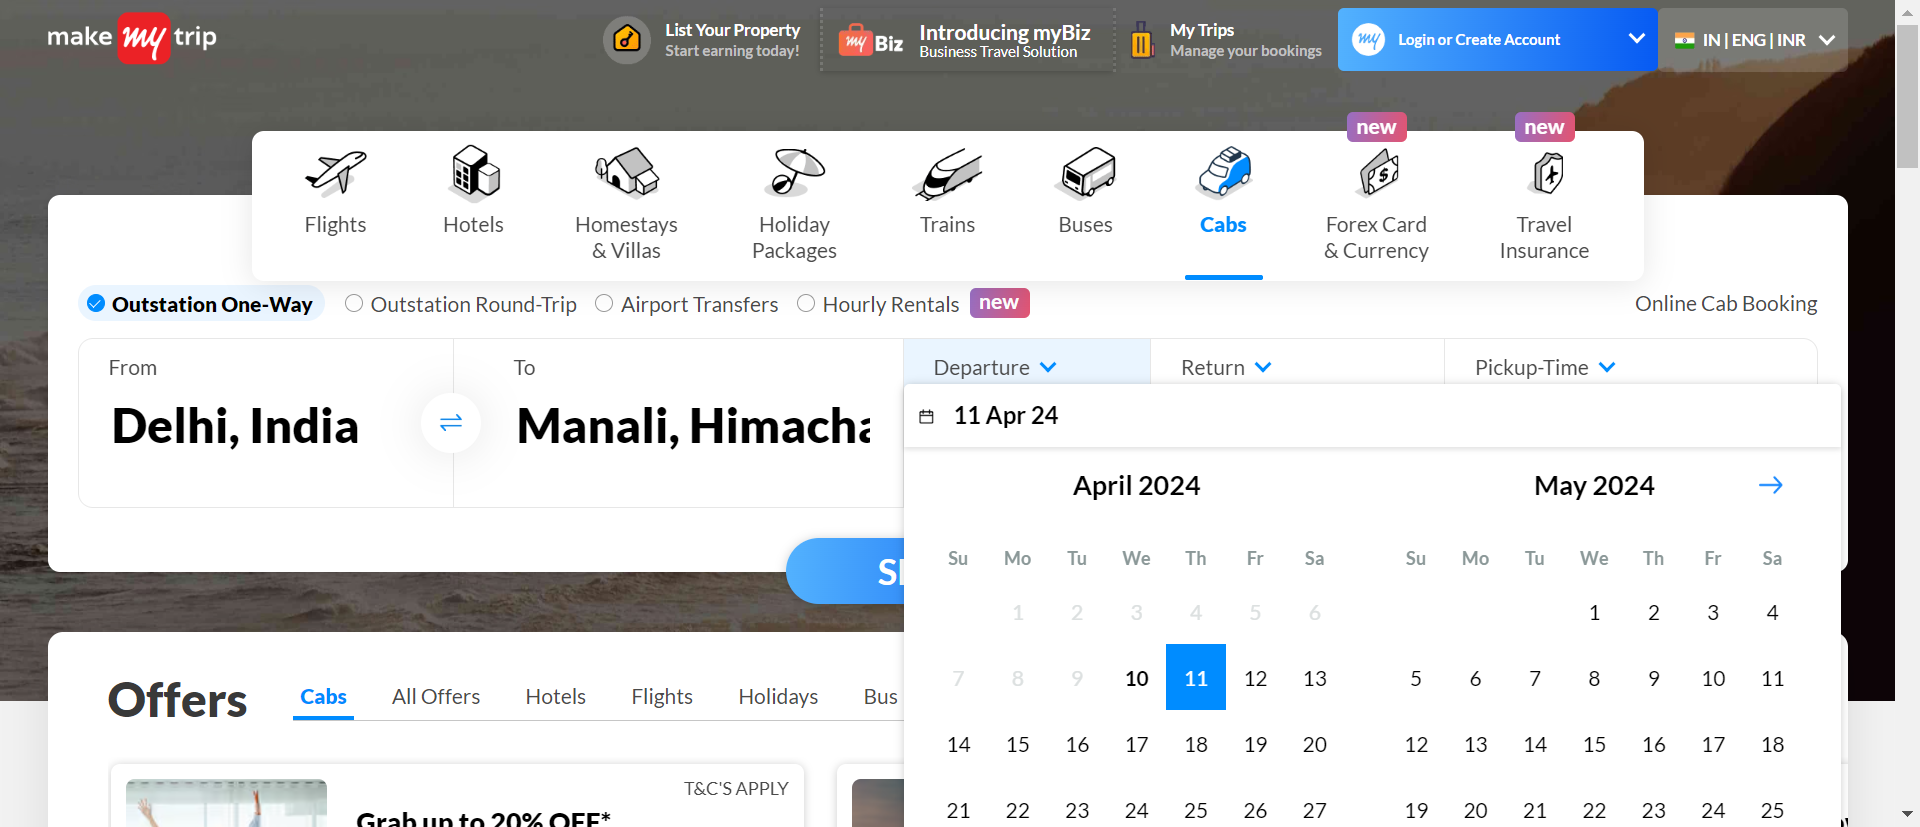 make my trip
List Your Property
Start earning today!
my Biz
Introducing myBiz
Business Travel Solution
My Trips
Manage your bookings
my
Login or Create Account
IN | ENG | INR
new
new
Flights
Hotels
Homestays
& Villas
Holiday
Packages
Trains
Buses
Cabs
Forex Card
& Currency
Travel
Insurance
Outstation One-Way
Outstation Round-Trip
Airport Transfers
Hourly Rentals
new
Online Cab Booking
From
Delhi, India
To
Manali, Himacha
Departure
Return
Pickup-Time
11 Apr 24
April 2024
Su Mo Tu We Th Fr Sa
1 2 3 4 5 6
7 8 9 10 11 12 13
14 15 16 17 18 19 20
21 22 23 24 25 26 27
May 2024
Su Mo Tu We Th Fr Sa
1 2 3 4
5 6 7 8 9 10 11
12 13 14 15 16 17 18
19 20 21 22 23 24 25
Offers
Cabs
All Offers
Hotels
Flights
Holidays
Bus
T&C'S APPLY
Grab up to 20% OFF*